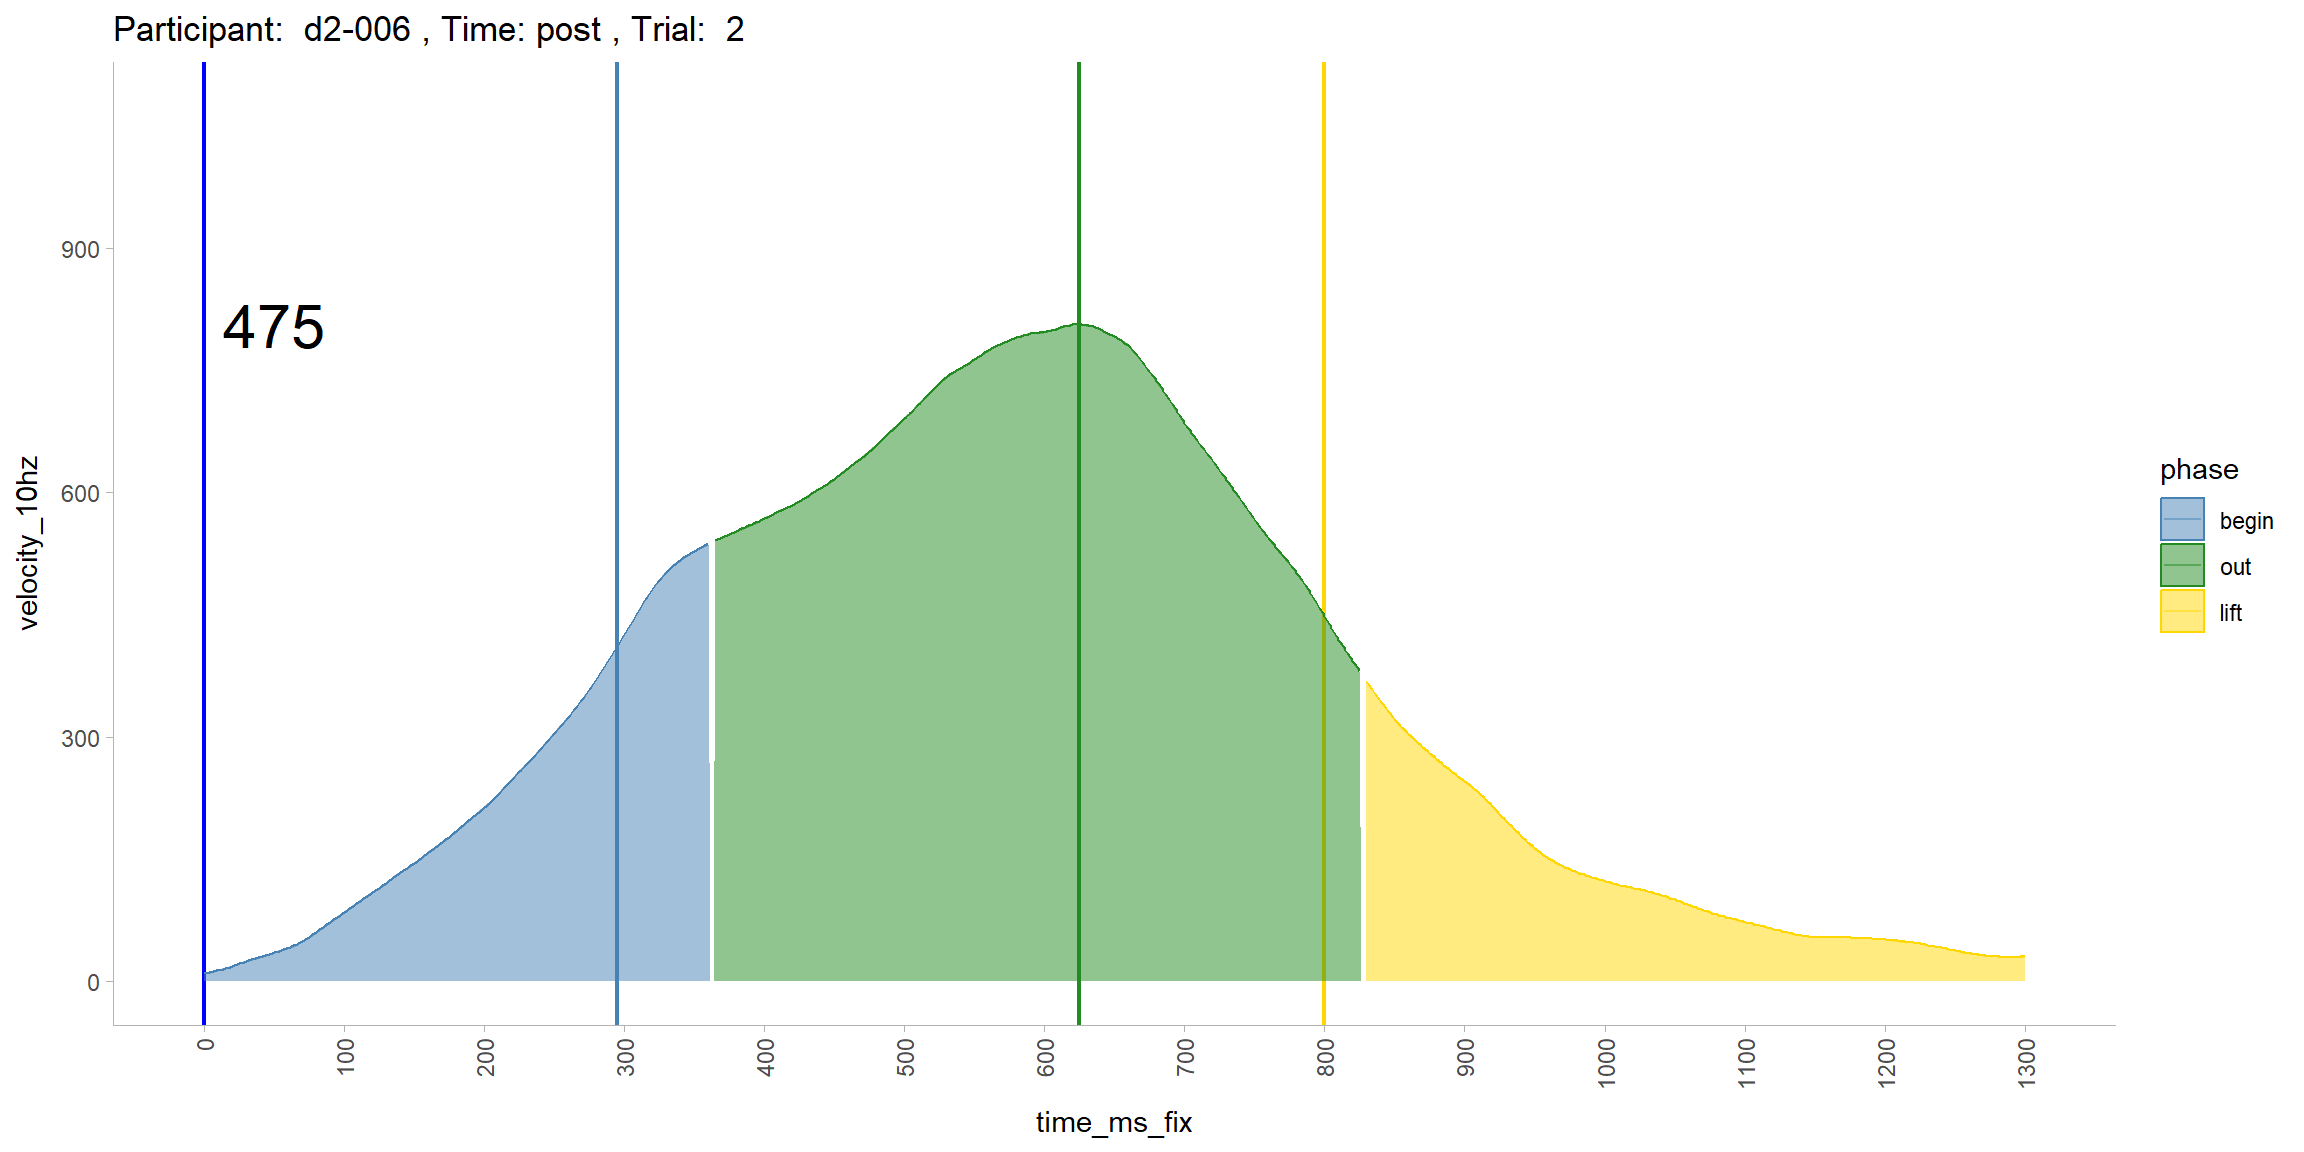 Participant:  d2-006 , Time: post , Trial:  2
velocity_10hz
900
600
300
0
475
0
100
200
300
400
500
600
700
800
900
1000
1100
1200
1300
time_ms_fix
phase
begin
out
lift